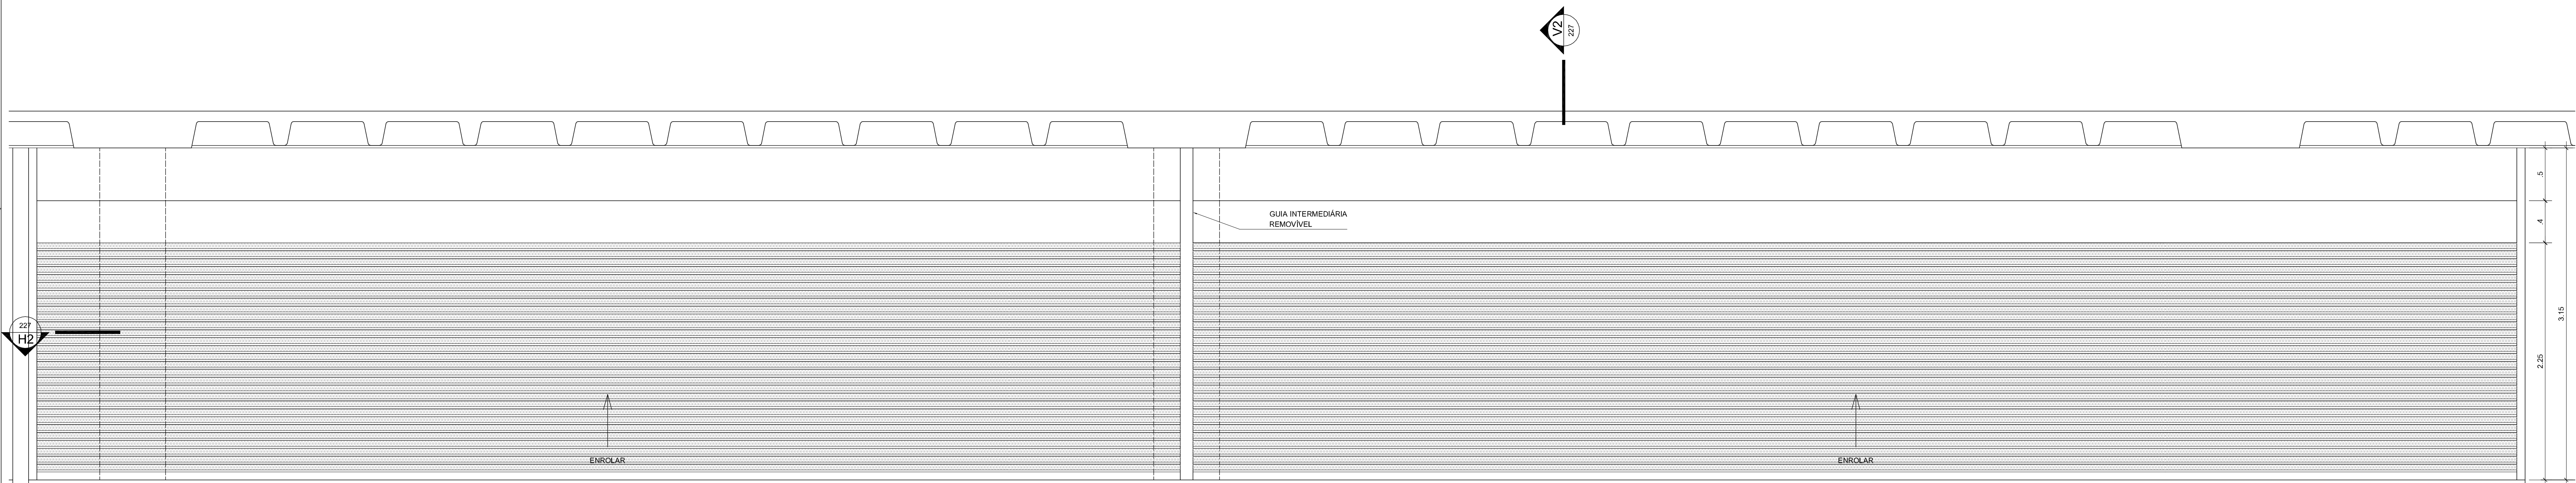 V2
227
GUIA INTERMEDIÁRIA
REMOVÍVEL
.5
.4
3.15
2.25
227
H2
ENROLAR
ENROLAR